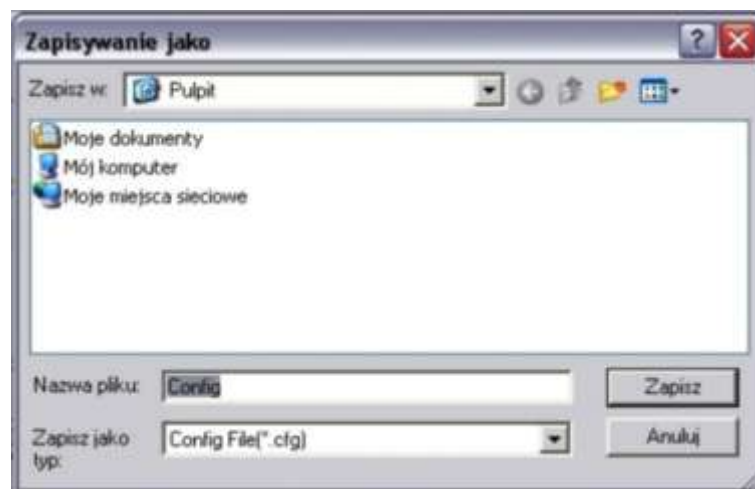 Zapisywanie jako
Zapisz w: Pulpit
Moje dokumenty
Mój komputer
Moje miejsca sieciowe
Nazwa pliku: Config
Zapisz
Zapisz jako typ: Config File(*.cfg)
Anuluj